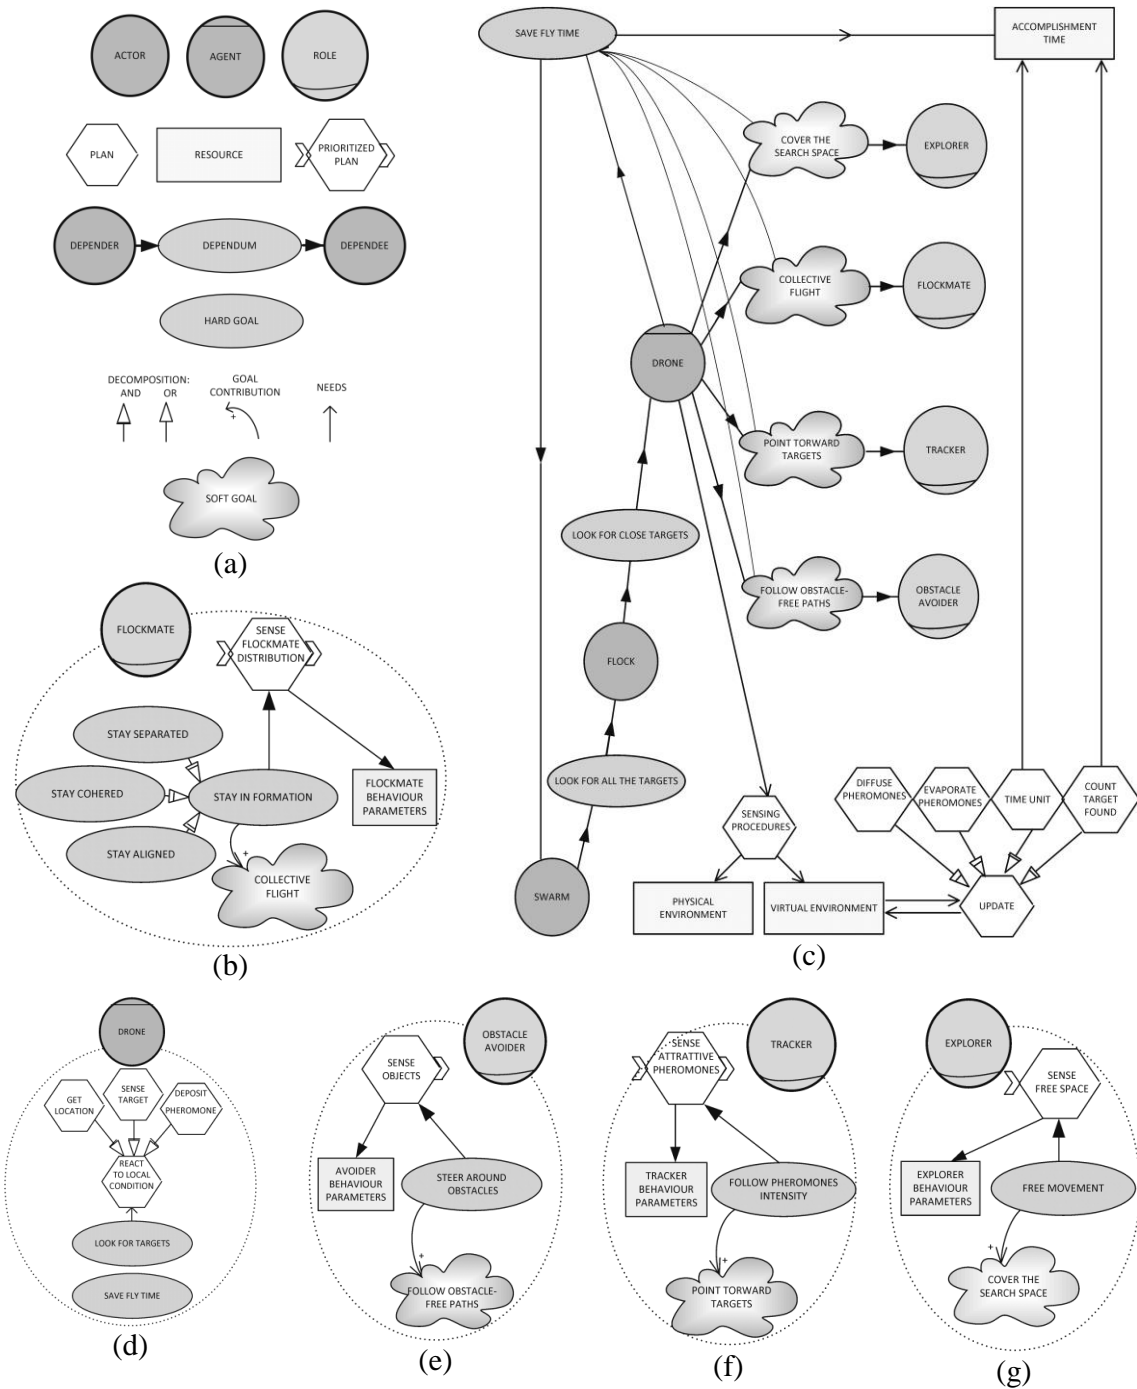 ACTOR
AGENT
ROLE
PLAN
RESOURCE
PRIORITIZED
PLAN
DEPENDER
DEPENDUM
DEPENDEE
HARD GOAL
DECOMPOSITION:
AND
OR
GOAL
CONTRIBUTION
+
NEEDS
SOFT GOAL
(a)
FLOCKMATE
SENSE
FLOCKMATE
DISTRIBUTION
STAY SEPARATED
STAY COHERED
STAY IN FORMATION
STAY ALIGNED
FLOCKMATE
BEHAVIOUR
PARAMETERS
+
COLLECTIVE
FLIGHT
(b)
SAVE FLY TIME
ACCOMPLISHMENT
TIME
COVER THE
SEARCH SPACE
EXPLORER
COLLECTIVE
FLIGHT
FLOCKMATE
DRONE
POINT TORWARD
TARGETS
TRACKER
LOOK FOR CLOSE TARGETS
FOLLOW OBSTACLE-
FREE PATHS
OBSTACLE
AVOIDER
FLOCK
LOOK FOR ALL THE TARGETS
SENSING
PROCEDURES
DIFFUSE
PHEROMONES
EVAPORATE
PHEROMONES
TIME UNIT
COUNT
TARGET
FOUND
SWARM
PHYSICAL
ENVIRONMENT
VIRTUAL ENVIRONMENT
UPDATE
(c)
DRONE
GET
LOCATION
SENSE
TARGET
DEPOSIT
PHEROMONE
REACT
TO LOCAL
CONDITION
LOOK FOR TARGETS
SAVE FLY TIME
(d)
OBSTACLE
AVOIDER
SENSE
OBJECTS
AVOIDER
BEHAVIOUR
PARAMETERS
STEER AROUND
OBSTACLES
+
FOLLOW OBSTACLE-
FREE PATHS
(e)
TRACKER
SENSE
ATTRATTIVE
PHEROMONES
TRACKER
BEHAVIOUR
PARAMETERS
FOLLOW PHEROMONES
INTENSITY
+
POINT TORWARD
TARGETS
(f)
EXPLORER
SENSE
FREE SPACE
EXPLORER
BEHAVIOUR
PARAMETERS
FREE MOVEMENT
+
COVER THE
SEARCH SPACE
(g)